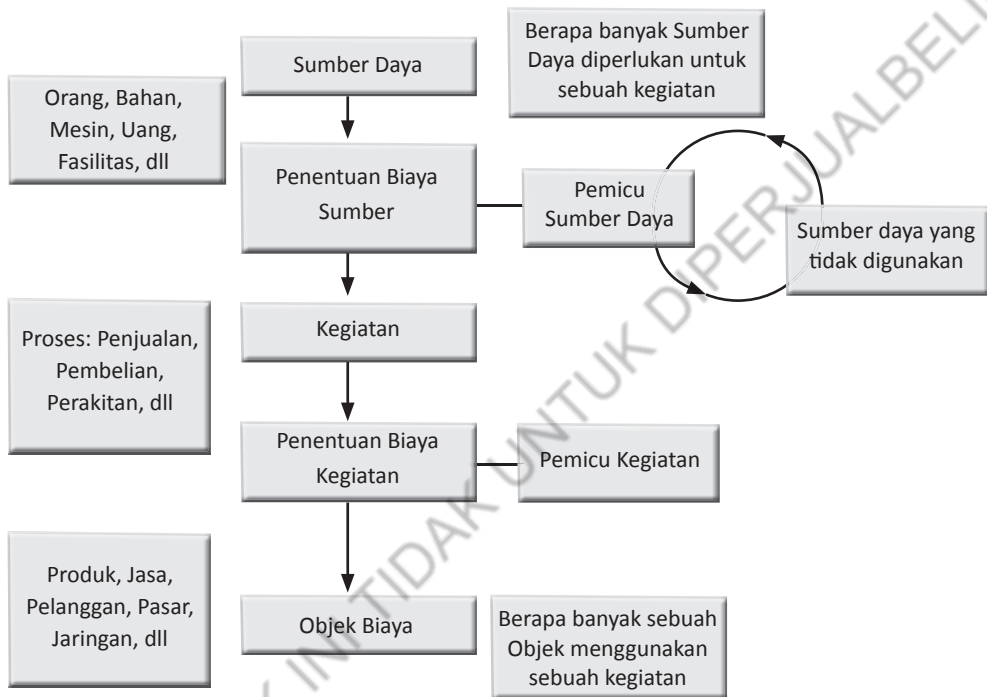 Sumber Daya
Berapa banyak Sumber
Daya diperlukan untuk
sebuah kegiatan
Orang, Bahan,
Mesin, Uang,
Fasilitas, dll
Penentuan Biaya
Sumber
Pemicu
Sumber Daya
Sumber daya yang
tidak digunakan
Proses: Penjualan,
Pembelian,
Perakitan, dll
Kegiatan
Penentuan Biaya
Kegiatan
Pemicu Kegiatan
Produk, Jasa,
Pelanggan, Pasar,
Jaringan, dll
Objek Biaya
Berapa banyak sebuah
Objek menggunakan
sebuah kegiatan
INI TIDAK UNTUK DIPERJUALBELI